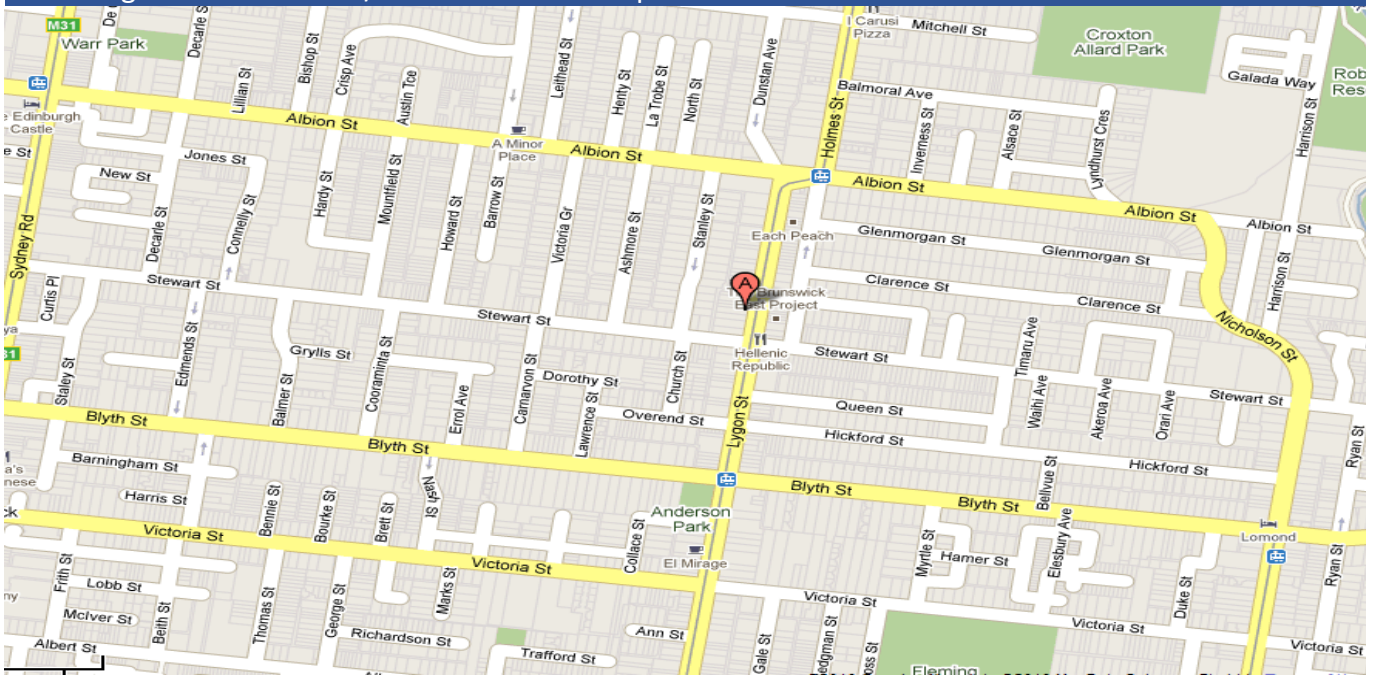 M31
Warr Park
Decarle St
Bishop St
Crisp Ave
Lillian St
Austin Tce
Leithead St
Henty St
La Trobe St
North St
Dunstan Ave
I Carusi
Pizza
Mitchell St
Holmes St
Balmoral Ave
Croxton
Allard Park
Galada Way
Harrison St
Edinburgh
Castle
Albion St
A Minor
Place
Albion St
Inverness St
Alsace St
Lyndhurst Cres
Albion St
Albion St
Albion St
Jones St
New St
Decarle St
Connelly St
Hardy St
Mountfield St
Howard St
Barrow St
Victoria Gr
Ashmore St
Stanley St
Each Peach
Glenmorgan St
Glenmorgan St
Sydney Rd
Curtis Pl
Stewart St
A
Brunswick
East Project
Clarence St
Clarence St
Harrison St
Nicholson St
Stewart St
Hellenic
Republic
Stewart St
Timaru Ave
Edmends St
Grylls St
Cooraminta St
Balmer St
Staley St
Errol Ave
Carnarvon St
Dorothy St
Lawrence St
Church St
Overend St
Lygon St
Queen St
Hickford St
Waihi Ave
Akeroa Ave
Orari Ave
Stewart St
Hickford St
Ryan St
Blyth St
Blyth St
Blyth St
Blyth St
Barningham St
Harris St
Bennie St
Bourke St
Brett St
Nash St
Anderson
Park
Bellvue St
Lomond
Victoria St
Victoria St
Collace St
El Mirage
Myrtle St
Hamer St
Elesbury Ave
Duke St
Ryan St
Frith St
Lobb St
McIver St
Albert St
Beith St
Thomas St
George St
Marks St
Richardson St
Trafford St
Ann St
Gale St
Victoria St
Victoria St
Victoria St
Fleming